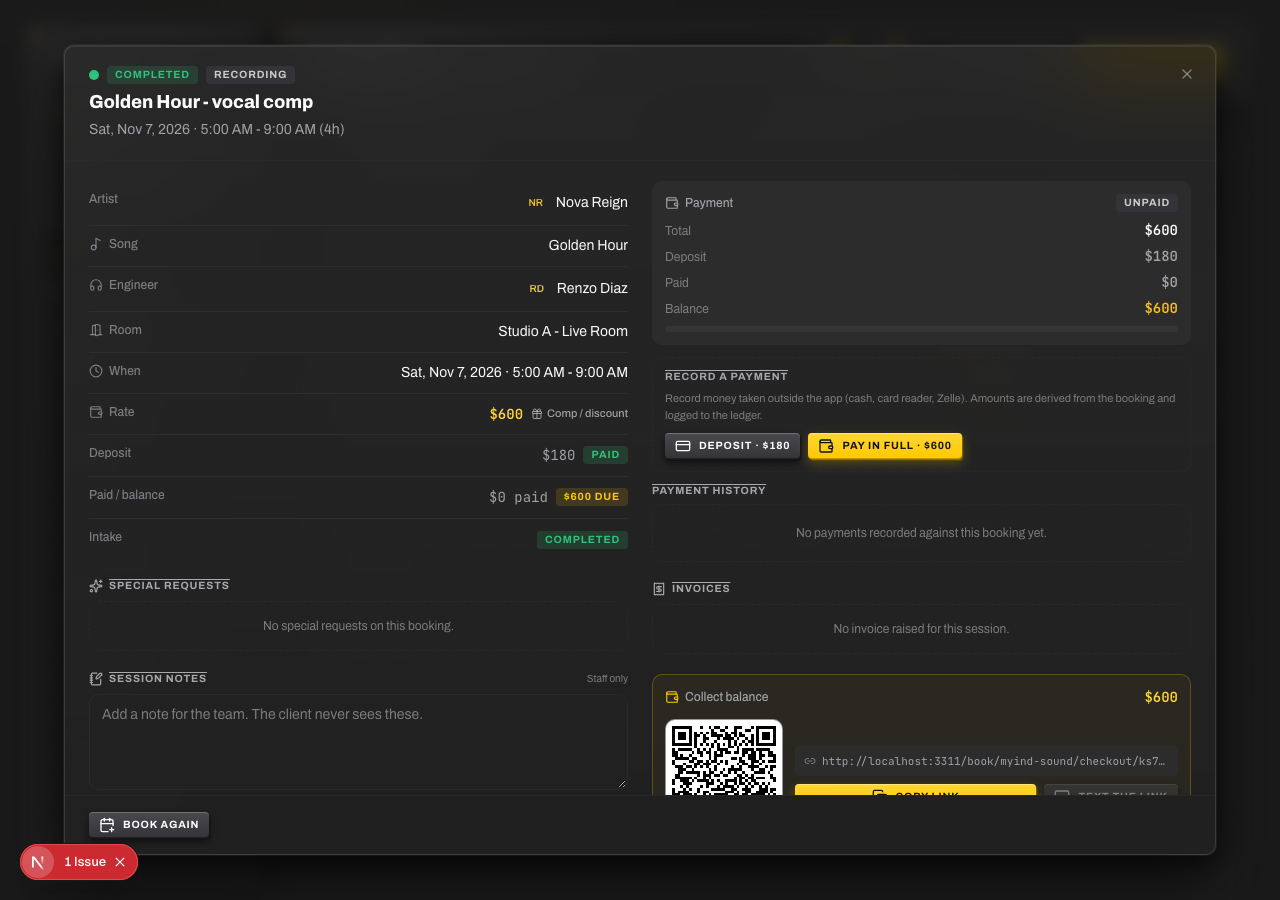 COMPLETED RECORDING
Golden Hour - vocal comp
Sat, Nov 7, 2026 · 5:00 AM - 9:00 AM (4h)
Artist NR Nova Reign
Song Golden Hour
Engineer RD Renzo Diaz
Room Studio A - Live Room
When Sat, Nov 7, 2026 · 5:00 AM - 9:00 AM
Rate $600 Comp / discount
Deposit $180 PAID
Paid / balance $0 paid $600 DUE
Intake COMPLETED
SPECIAL REQUESTS
No special requests on this booking.
SESSION NOTES Staff only
Add a note for the team. The client never sees these.
Payment UNPAID
Total $600
Deposit $180
Paid $0
Balance $600
RECORD A PAYMENT
Record money taken outside the app (cash, card reader, Zelle). Amounts are derived from the booking and
logged to the ledger.
DEPOSIT · $180 PAY IN FULL · $600
PAYMENT HISTORY
No payments recorded against this booking yet.
INVOICES
No invoice raised for this session.
Collect balance $600
http://localhost:3311/book/myind-sound/checkout/ks7…
COPY LINK TEXT THE LINK
BOOK AGAIN
N 1 Issue